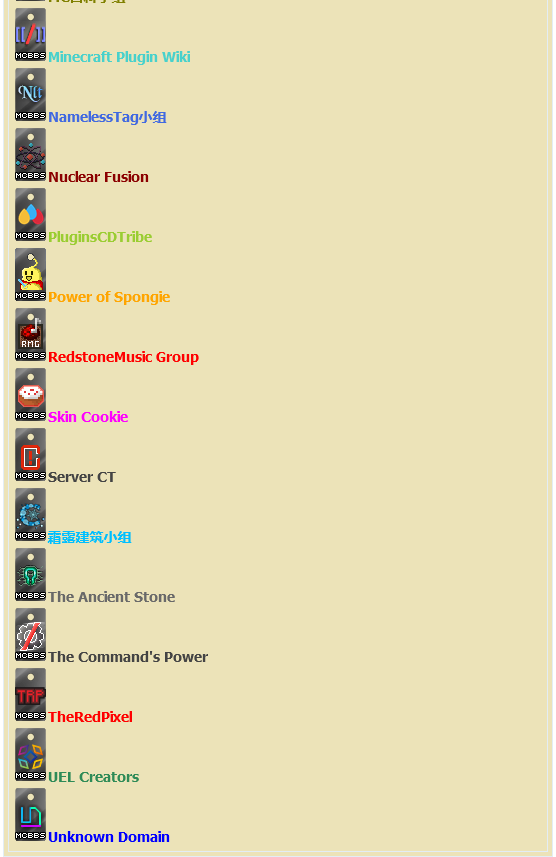 MCBBS
Minecraft Plugin Wiki
MCBBS
NamelessTag小组
MCBBS
Nuclear Fusion
MCBBS
PluginsCDTribe
MCBBS
Power of Spongie
RMG
MCBBS
RedstoneMusic Group
MCBBS
Skin Cookie
MCBBS
Server CT
MCBBS
霜露建筑小组
MCBBS
The Ancient Stone
MCBBS
The Command's Power
TRP
MCBBS
TheRedPixel
MCBBS
UEL Creators
MCBBS
Unknown Domain